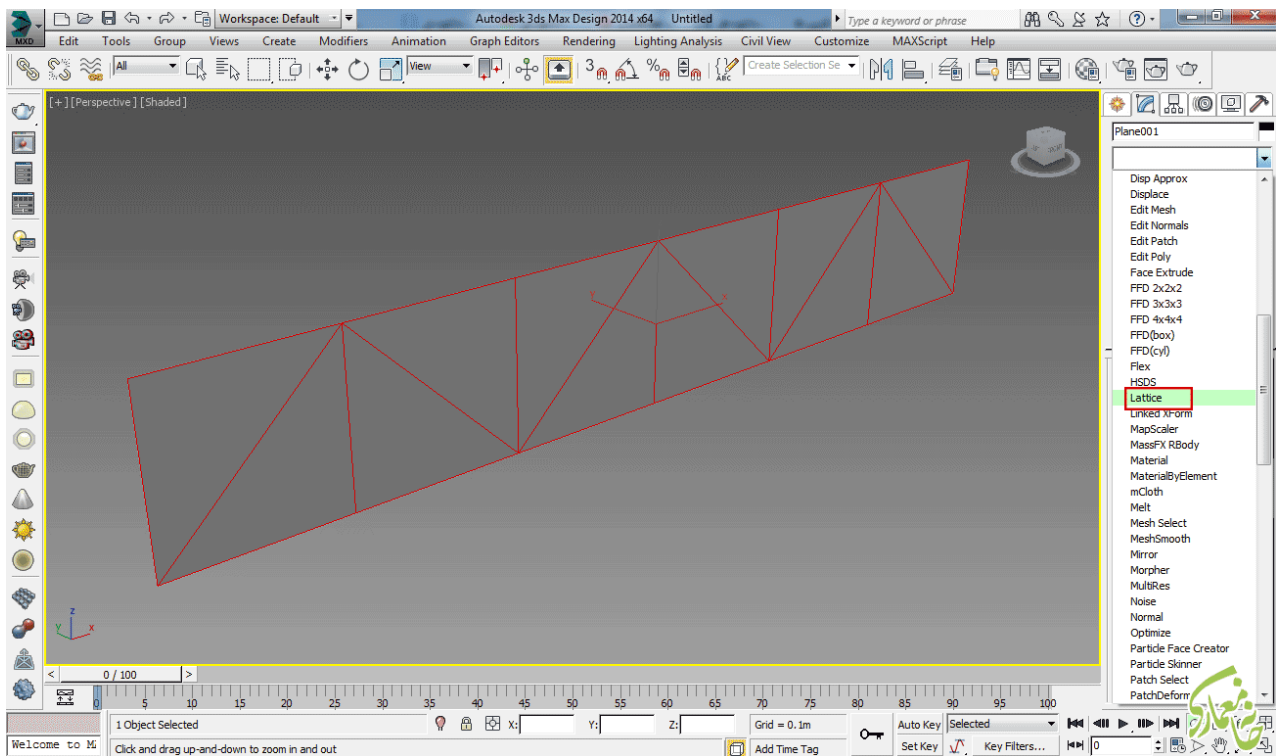 Workspace: Default
Autodesk 3ds Max Design 2014 x64 Untitled
Type a keyword or phrase
MXD
Edit Tools Group Views Create Modifiers Animation Graph Editors Rendering Lighting Analysis Civil View Customize MAXScript Help
All
View
3
%
ABC
Create Selection Se
[+] [Perspective] [Shaded]
Plane001
Disp Approx
Displace
Edit Mesh
Edit Normals
Edit Patch
Edit Poly
Face Extrude
FFD 2x2x2
FFD 3x3x3
FFD 4x4x4
FFD(box)
FFD(cyl)
Flex
HSDS
Lattice
Linked XForm
MapScaler
MassFX RBody
Material
MaterialByElement
mCloth
Melt
Mesh Select
MeshSmooth
Mirror
Morpher
MultiRes
Noise
Normal
Optimize
Particle Face Creator
Particle Skinner
Patch Select
PatchDeform
Y
x
z
y
x
< 0 / 100 >
0 5 10 15 20 25 30 35 40 45 50 55 60 65 70 75 80 85 90 95 100
1 Object Selected
X:
Y:
Z:
Grid = 0.1m
Auto Key
Selected
Welcome to M
Click and drag up-and-down to zoom in and out
Add Time Tag
Set Key
Key Filters...
0